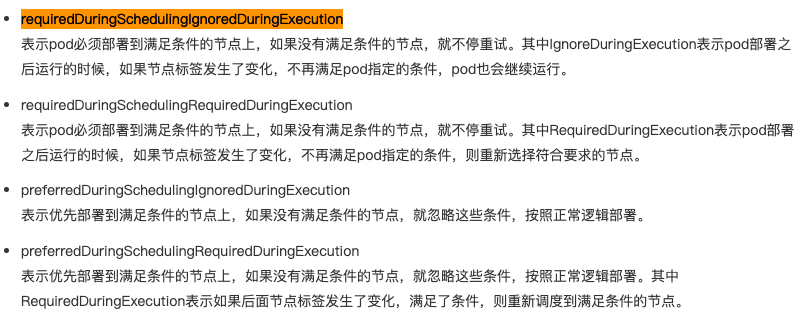 requiredDuringSchedulingIgnoredDuringExecution
表示pod必须部署到满足条件的节点上，如果没有满足条件的节点，就不停重试。其中IgnoreDuringExecution表示pod部署之
后运行的时候，如果节点标签发生了变化，不再满足pod指定的条件，pod也会继续运行。
requiredDuringSchedulingRequiredDuringExecution
表示pod必须部署到满足条件的节点上，如果没有满足条件的节点，就不停重试。其中RequiredDuringExecution表示pod部署
之后运行的时候，如果节点标签发生了变化，不再满足pod指定的条件，则重新选择符合要求的节点。
preferredDuringSchedulingIgnoredDuringExecution
表示优先部署到满足条件的节点上，如果没有满足条件的节点，就忽略这些条件，按照正常逻辑部署。
preferredDuringSchedulingRequiredDuringExecution
表示优先部署到满足条件的节点上，如果没有满足条件的节点，就忽略这些条件，按照正常逻辑部署。其中
RequiredDuringExecution表示如果后面节点标签发生了变化，满足了条件，则重新调度到满足条件的节点。